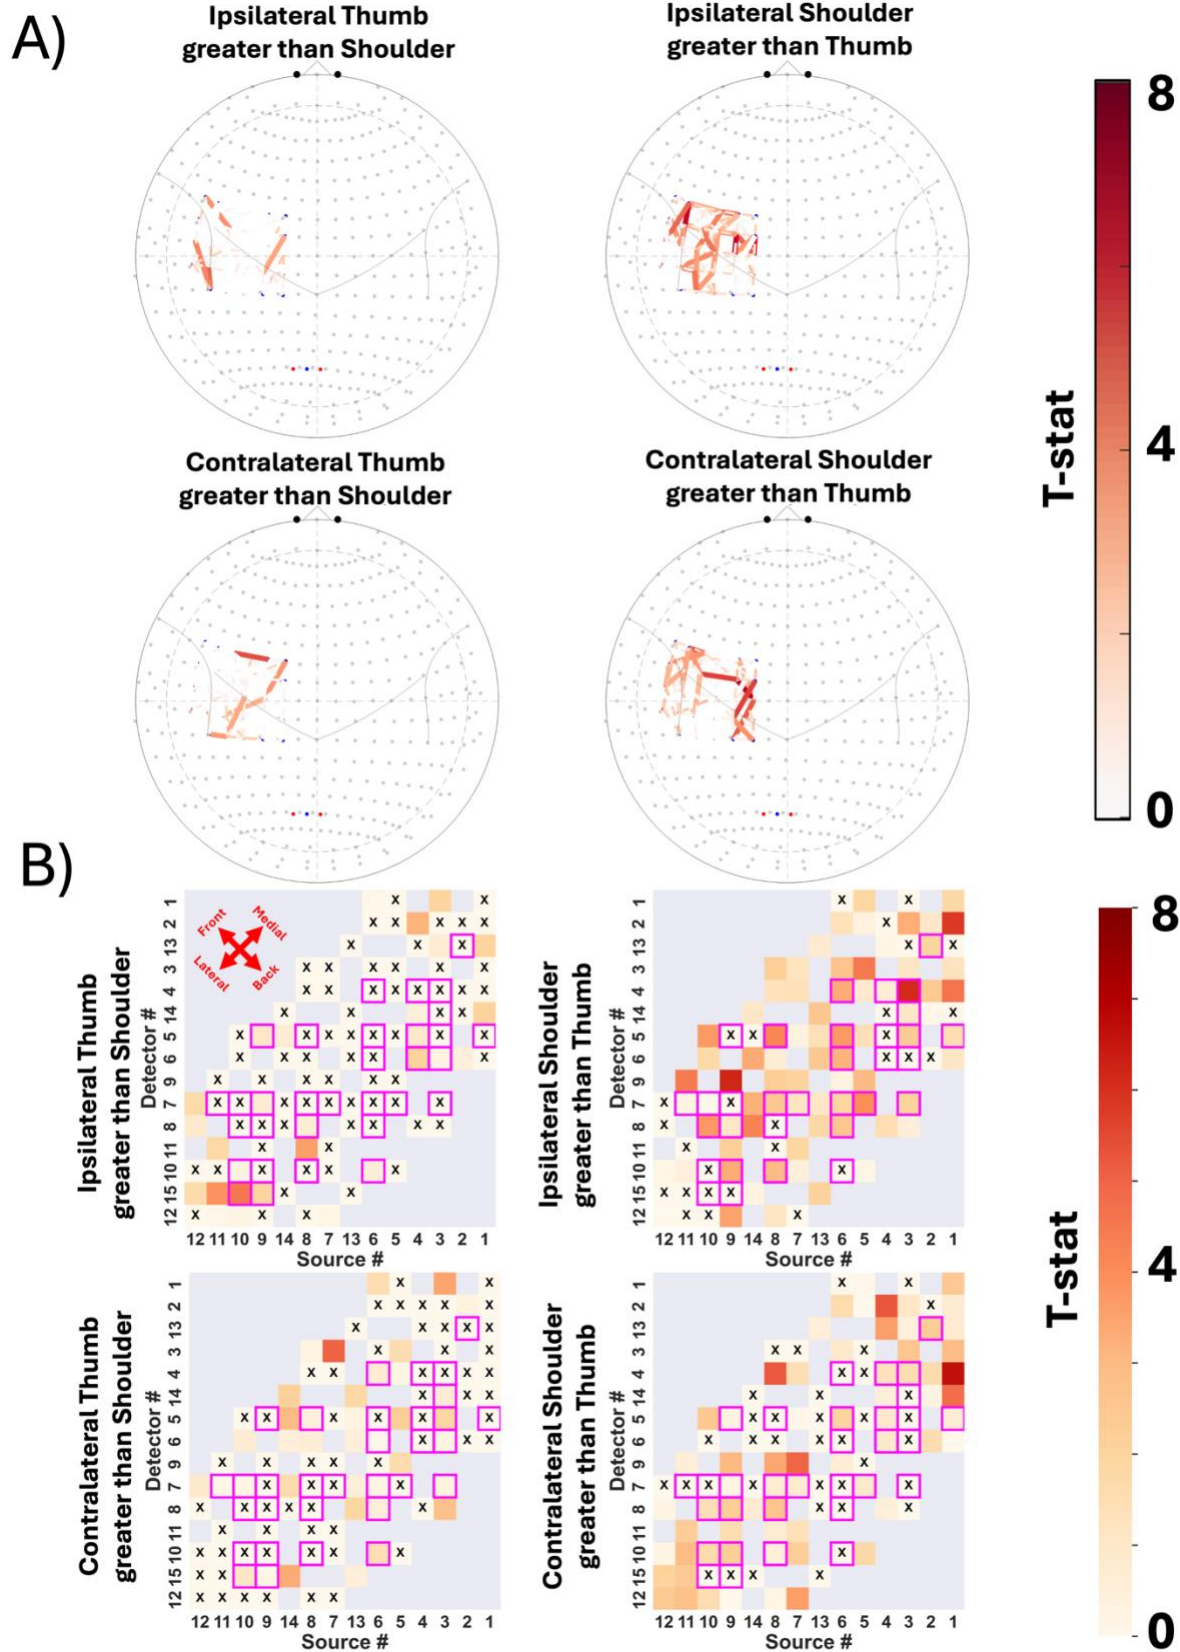 A)
Ipsilateral Thumb
greater than Shoulder
Ipsilateral Shoulder
greater than Thumb
8
4
0
T-stat
Contralateral Thumb
greater than Shoulder
Contralateral Shoulder
greater than Thumb
B)
Ipsilateral Thumb
greater than Shoulder
Detector #
1
2
13
3
4
14
5
6
9
7
8
11
10
15
12
Front
Medial
Lateral
Back
12 11 10 9 14 8 7 13 6 5 4 3 2 1
Source #
Ipsilateral Shoulder
greater than Thumb
Detector #
1
2
13
3
4
14
5
6
9
7
8
11
10
15
12
12 11 10 9 14 8 7 13 6 5 4 3 2 1
Source #
Contralateral Thumb
greater than Shoulder
Detector #
1
2
13
3
4
14
5
6
9
7
8
11
10
15
12
12 11 10 9 14 8 7 13 6 5 4 3 2 1
Source #
Contralateral Shoulder
greater than Thumb
Detector #
1
2
13
3
4
14
5
6
9
7
8
11
10
15
12
12 11 10 9 14 8 7 13 6 5 4 3 2 1
Source #
8
4
0
T-stat